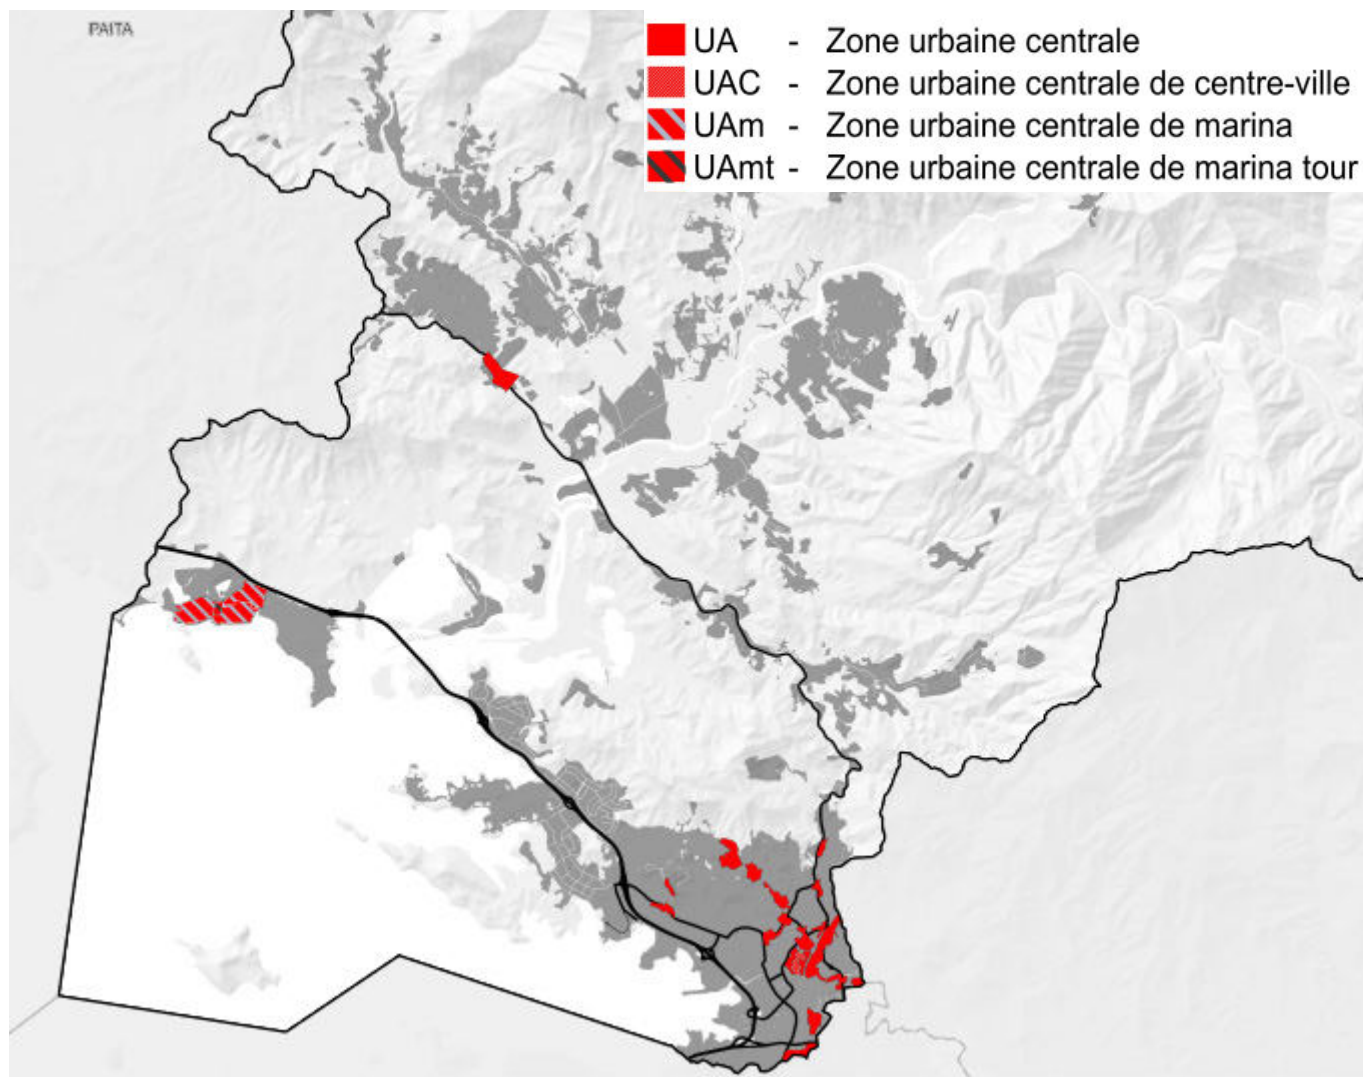 PAITA
UA - Zone urbaine centrale
UAC - Zone urbaine centrale de centre-ville
UAm - Zone urbaine centrale de marina
UAmt - Zone urbaine centrale de marina tour